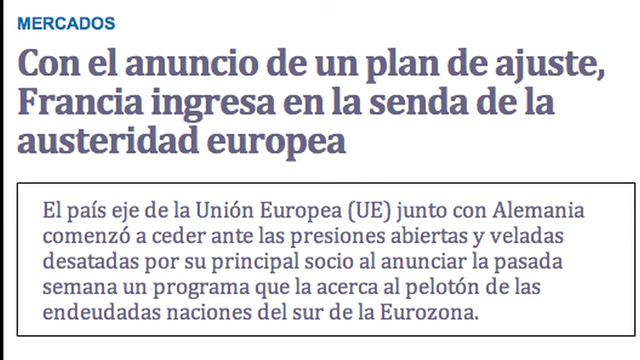 MERCADOS
Con el anuncio de un plan de ajuste,
Francia ingresa en la senda de la
austeridad europea
El país eje de la Unión Europea (UE) junto con Alemania
comenzó a ceder ante las presiones abiertas y veladas
desatadas por su principal socio al anunciar la pasada
semana un programa que la acerca al pelotón de las
endeudadas naciones del sur de la Eurozona.